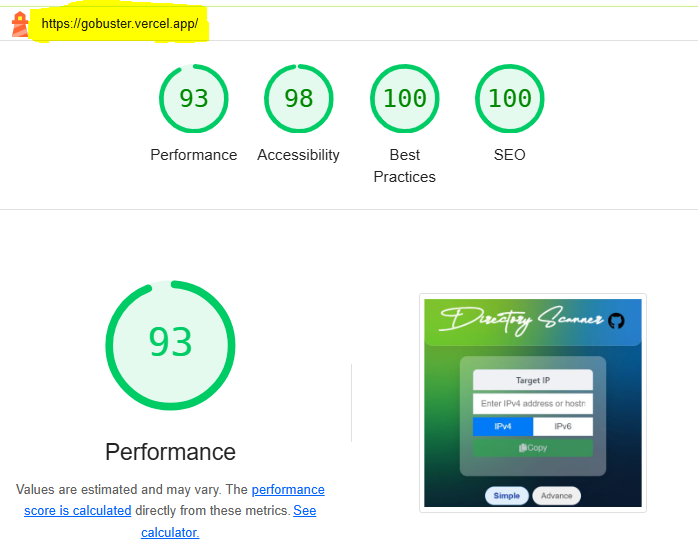 https://gobuster.vercel.app/
93 98 100 100
Performance Accessibility Best Practices SEO
93
Performance
Values are estimated and may vary. The performance
score is calculated directly from these metrics. See
calculator.
Directory Scanner
Target IP
Enter IPv4 address or hostn
IPv4 IPv6
Copy
Simple Advance